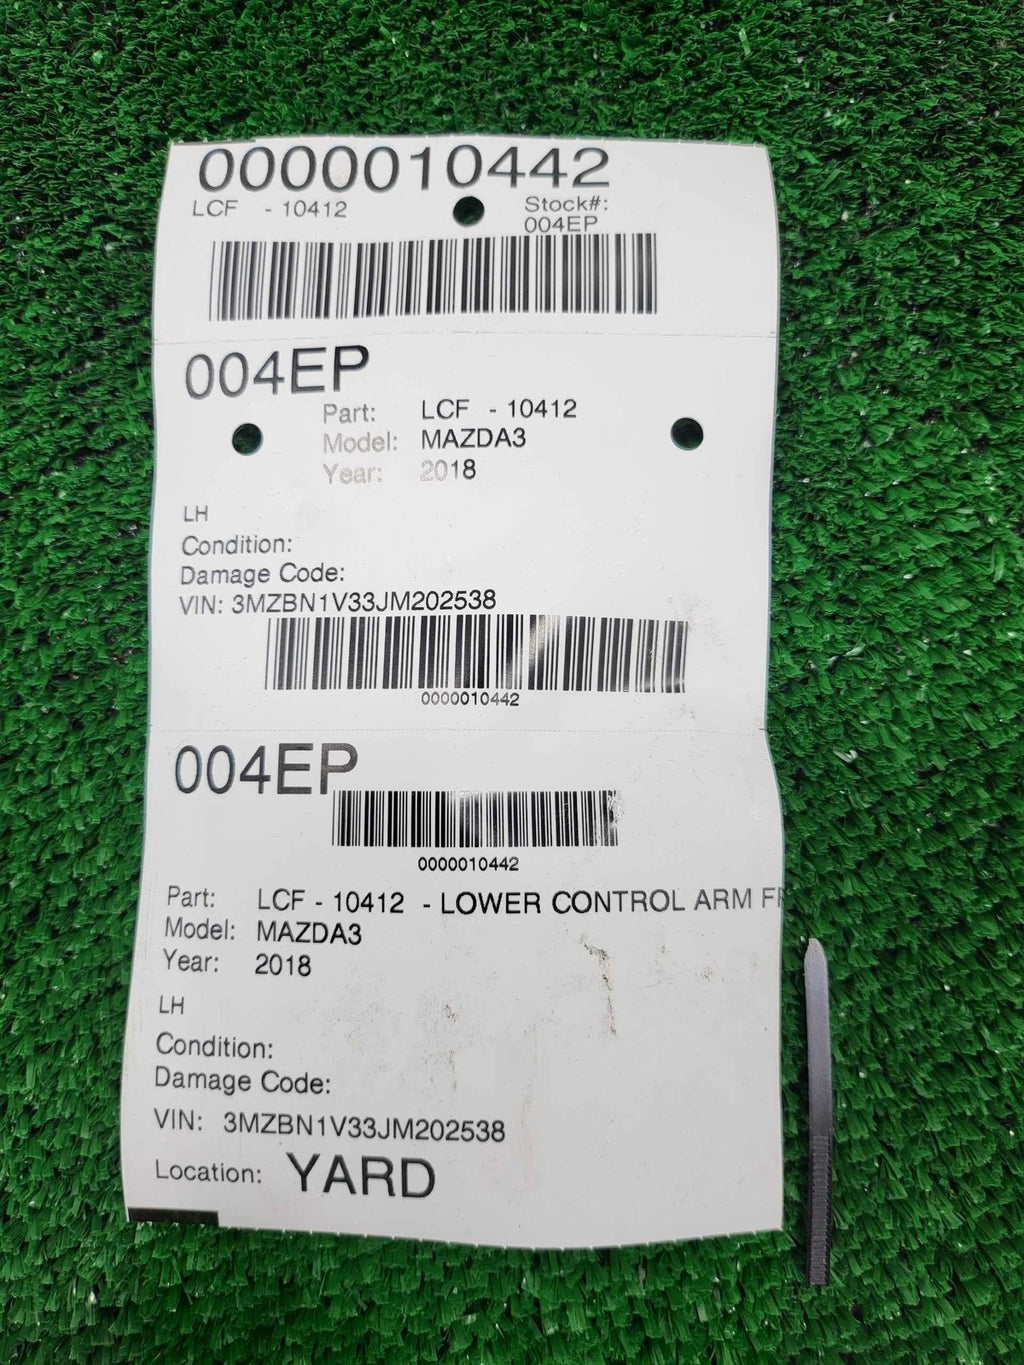 0000010442
LCF - 10412
Stock#:
004EP
004EP
Part: LCF - 10412
Model: MAZDA3
Year: 2018
LH
Condition:
Damage Code:
VIN: 3MZBN1V33JM202538
0000010442
004EP
0000010442
Part: LCF - 10412 - LOWER CONTROL ARM FR
Model: MAZDA3
Year: 2018
LH
Condition:
Damage Code:
VIN: 3MZBN1V33JM202538
Location: YARD